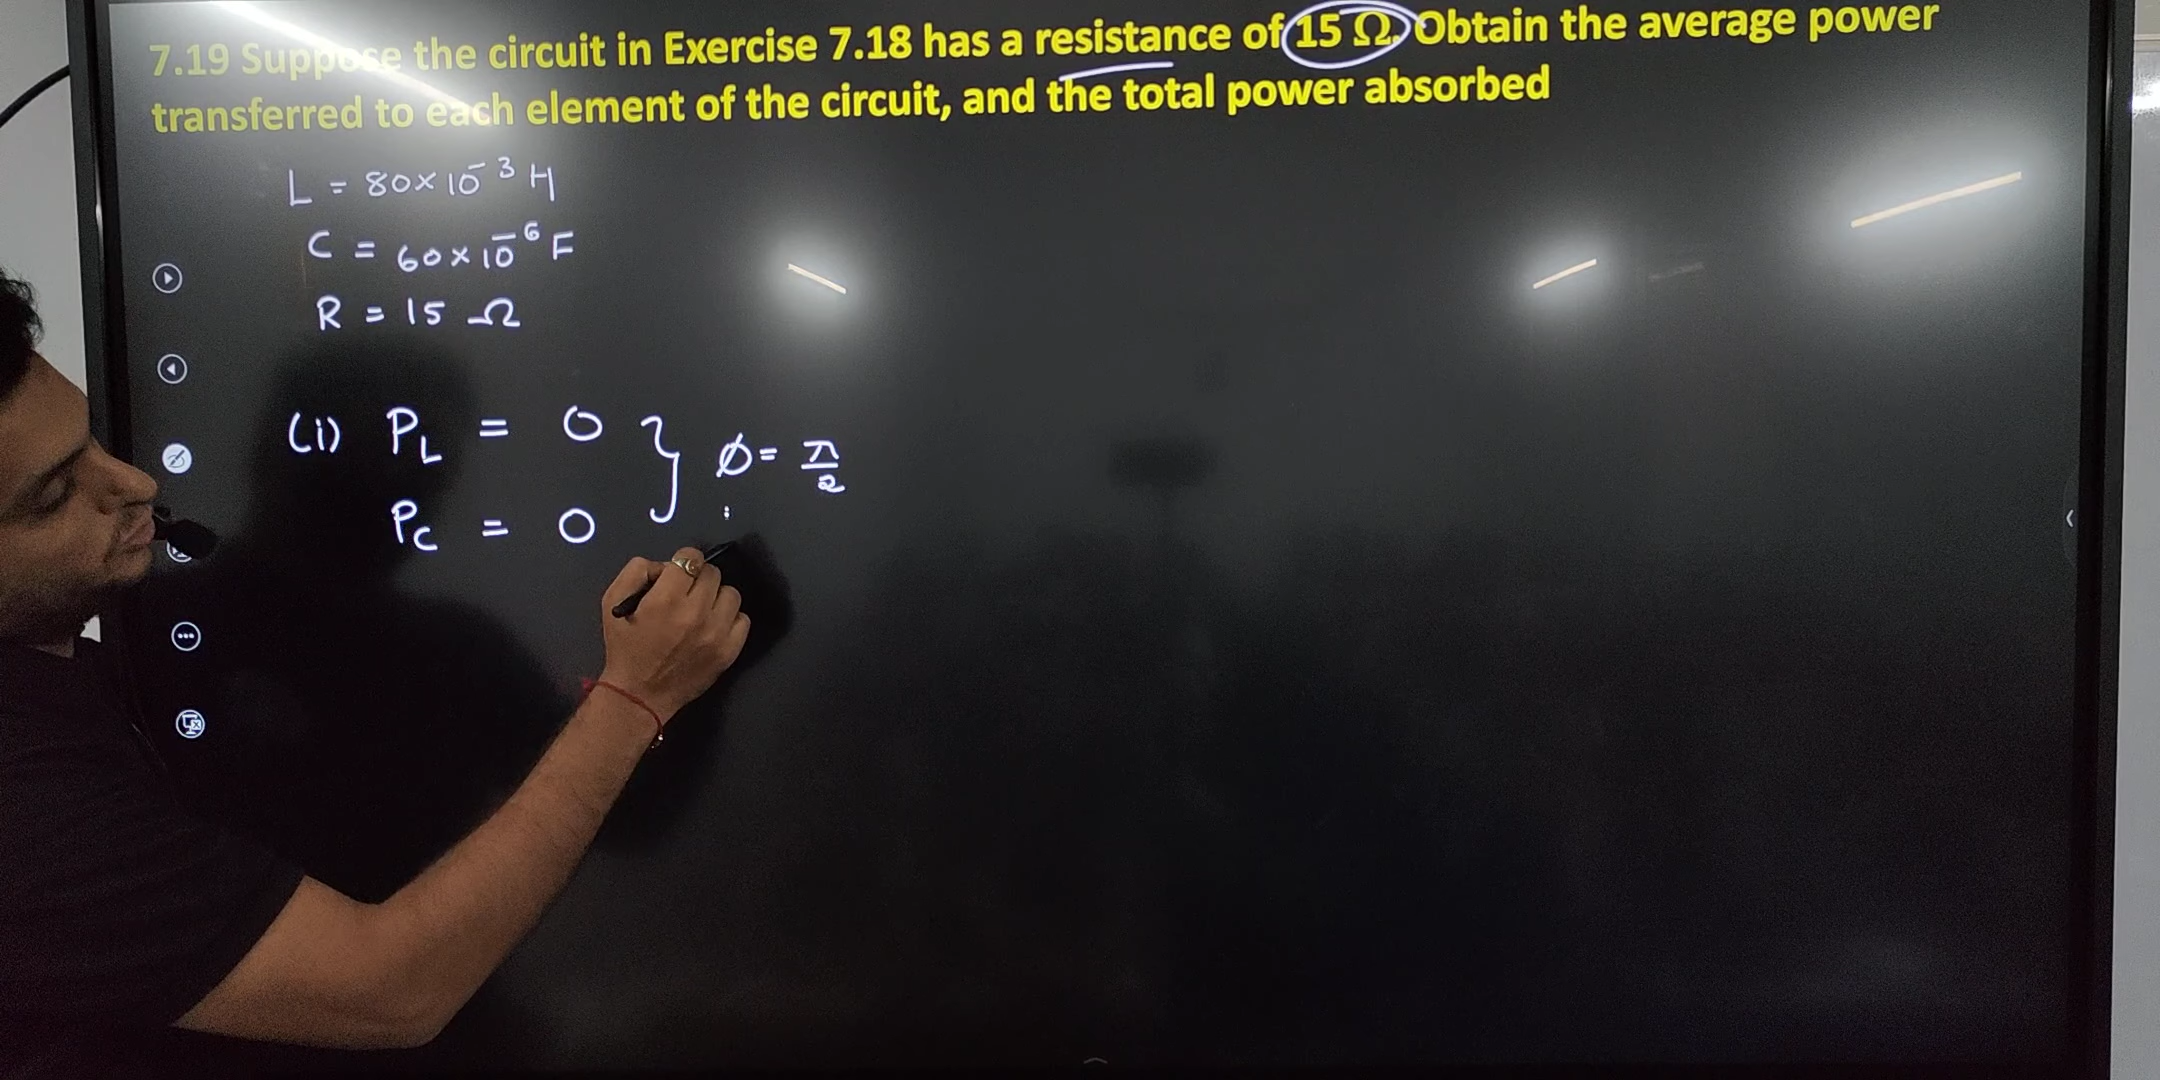 7.19 Suppose the circuit in Exercise 7.18 has a resistance of 15 Ω. Obtain the average power
transferred to each element of the circuit, and the total power absorbed
L = 80×10⁻³ H
C = 60×10⁻⁶ F
R = 15 Ω
(i) P_L = 0 } ϕ = π/2
P_C = 0